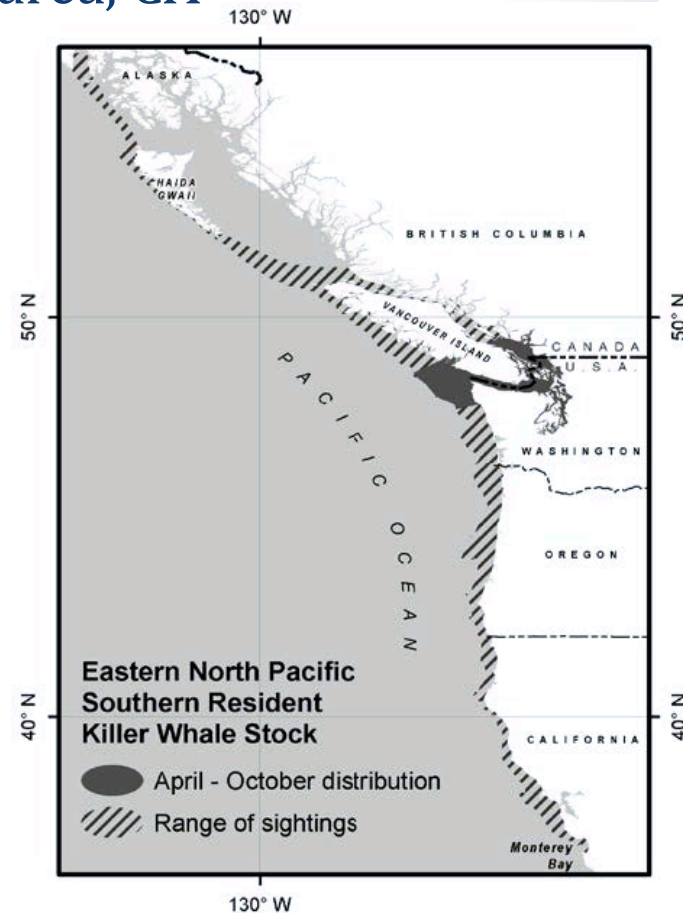 130° W
ALASKA
HAIDA
GWAII
BRITISH COLUMBIA
50° N
50° N
VANCOUVER ISLAND
CANADA
U.S.A.
PACIFIC OCEAN
WASHINGTON
OREGON
Eastern North Pacific
Southern Resident
Killer Whale Stock
40° N
40° N
CALIFORNIA
April - October distribution
Range of sightings
Monterey
Bay
130° W